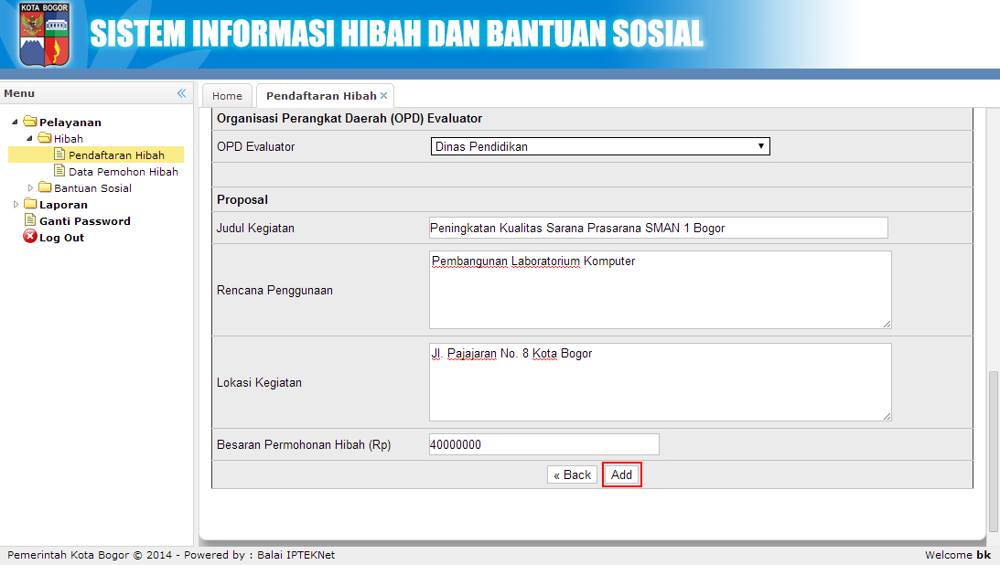 KOTA BOGOR
SISTEM INFORMASI HIBAH DAN BANTUAN SOSIAL
Menu «
Pelayanan
Hibah
Pendaftaran Hibah
Data Pemohon Hibah
Bantuan Sosial
Laporan
Ganti Password
Log Out
Home Pendaftaran Hibah ×
Organisasi Perangkat Daerah (OPD) Evaluator
OPD Evaluator Dinas Pendidikan
Proposal
Judul Kegiatan Peningkatan Kualitas Sarana Prasarana SMAN 1 Bogor
Rencana Penggunaan Pembangunan Laboratorium Komputer
Lokasi Kegiatan Jl. Pajajaran No. 8 Kota Bogor
Besaran Permohonan Hibah (Rp) 40000000
« Back Add
Pemerintah Kota Bogor © 2014 - Powered by : Balai IPTEKNet Welcome bk